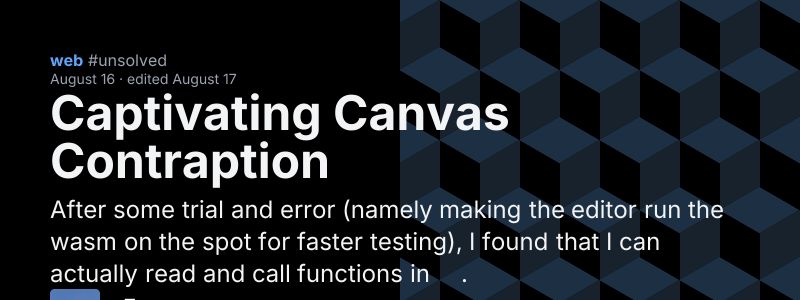 web #unsolved
August 16 · edited August 17
Captivating Canvas
Contraption
After some trial and error (namely making the editor run the
wasm on the spot for faster testing), I found that I can
actually read and call functions in .